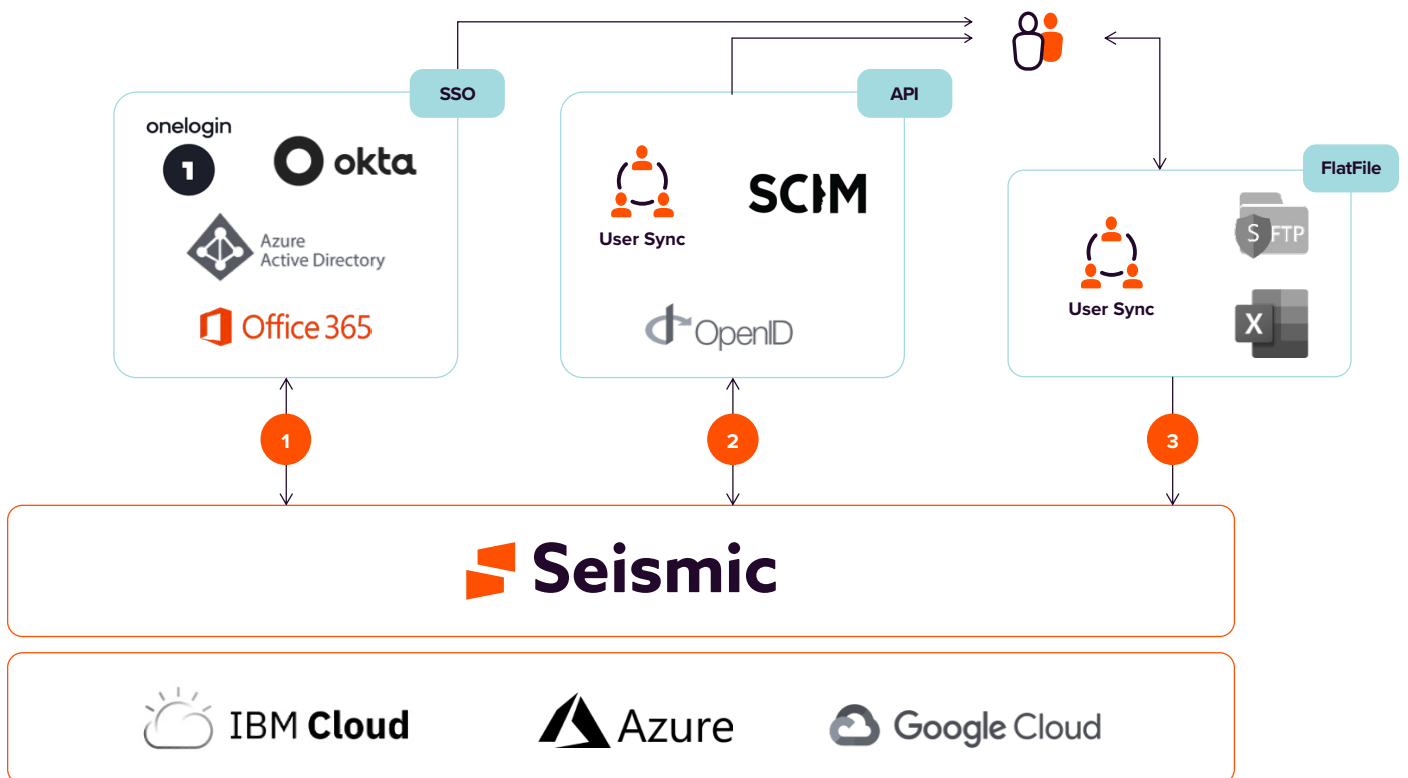 SSO
onelogin
1
okta
Azure
Active Directory
Office 365
API
User Sync
SCIM
OpenID
FlatFile
User Sync
S FTP
X
1
2
3
Seismic
IBM Cloud
Azure
Google Cloud